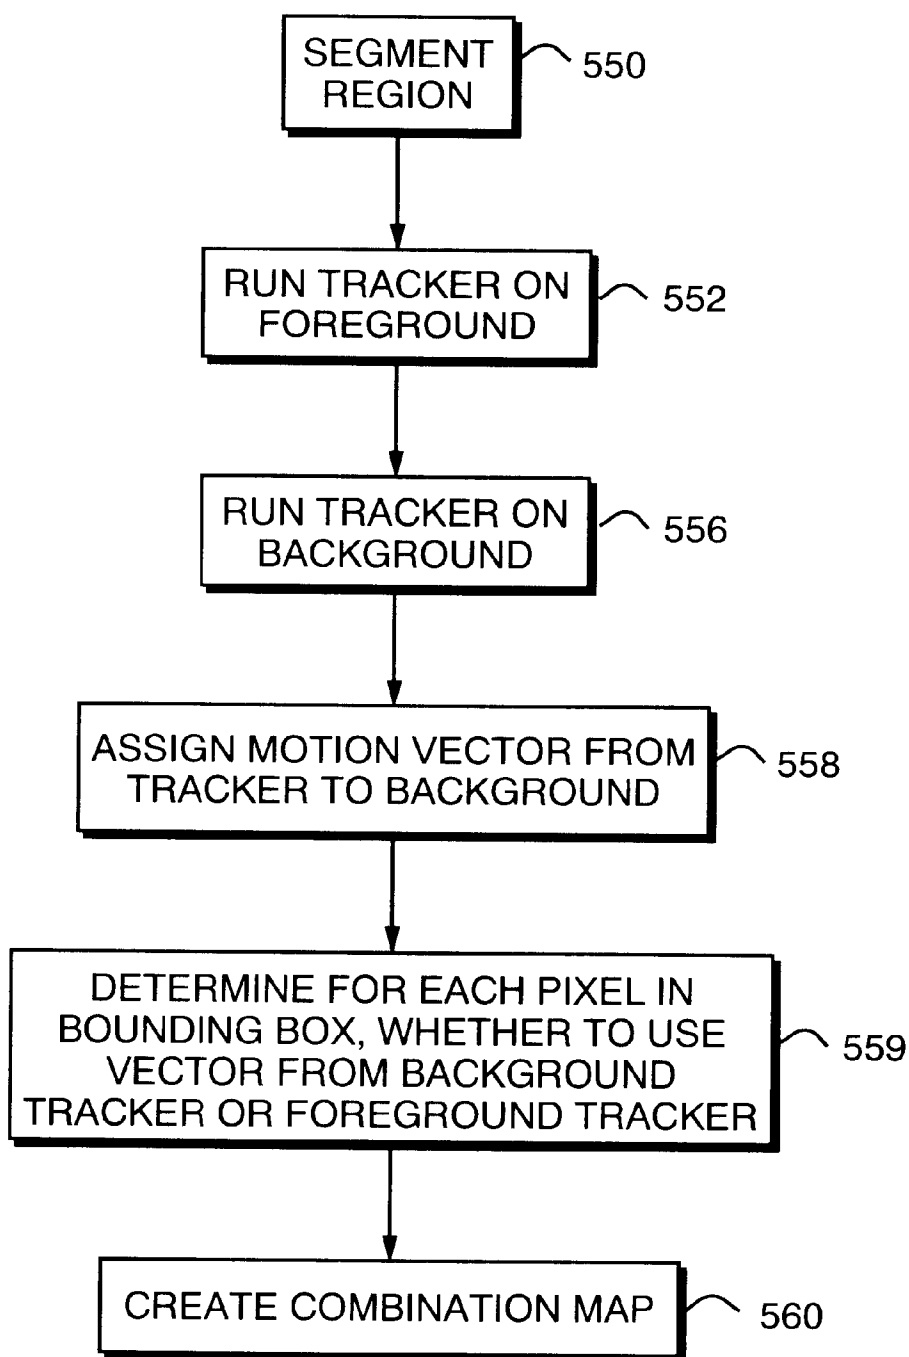 SEGMENT
REGION
550
RUN TRACKER ON
FOREGROUND
552
RUN TRACKER ON
BACKGROUND
556
ASSIGN MOTION VECTOR FROM
TRACKER TO BACKGROUND
558
DETERMINE FOR EACH PIXEL IN
BOUNDING BOX, WHETHER TO USE
VECTOR FROM BACKGROUND
TRACKER OR FOREGROUND TRACKER
559
CREATE COMBINATION MAP
560